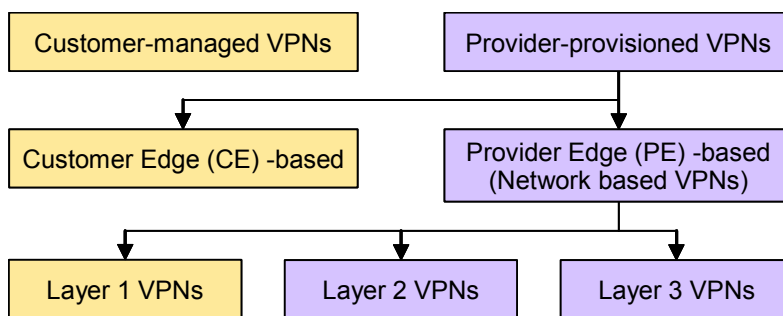 Customer-managed VPNs
Provider-provisioned VPNs
Customer Edge (CE) -based
Provider Edge (PE) -based
(Network based VPNs)
Layer 1 VPNs
Layer 2 VPNs
Layer 3 VPNs